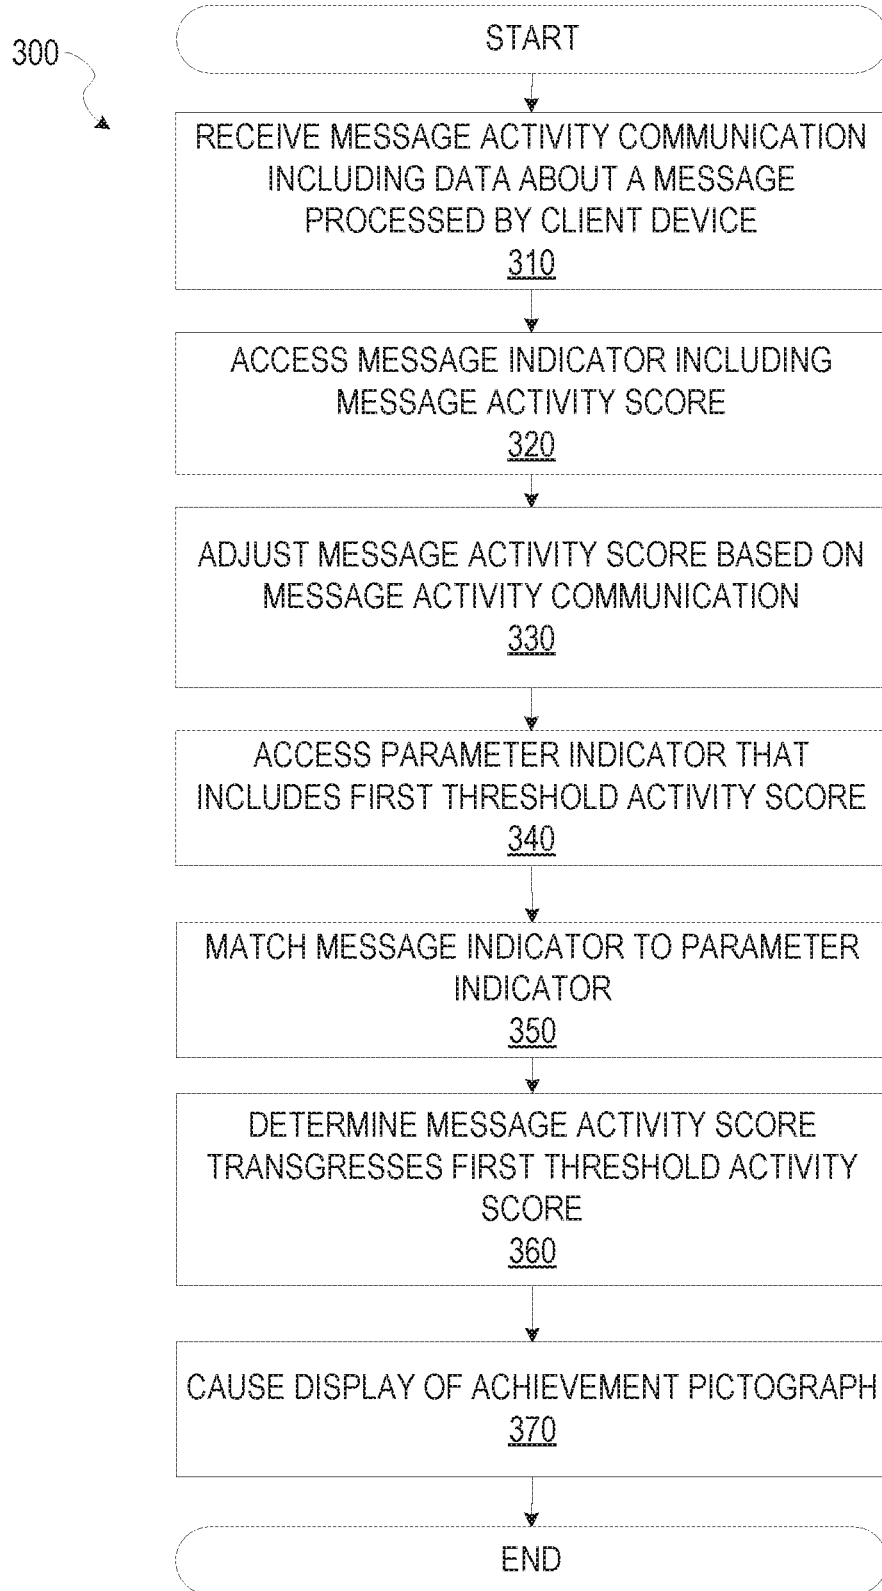 300
START
RECEIVE MESSAGE ACTIVITY COMMUNICATION
INCLUDING DATA ABOUT A MESSAGE
PROCESSED BY CLIENT DEVICE
310
ACCESS MESSAGE INDICATOR INCLUDING
MESSAGE ACTIVITY SCORE
320
ADJUST MESSAGE ACTIVITY SCORE BASED ON
MESSAGE ACTIVITY COMMUNICATION
330
ACCESS PARAMETER INDICATOR THAT
INCLUDES FIRST THRESHOLD ACTIVITY SCORE
340
MATCH MESSAGE INDICATOR TO PARAMETER
INDICATOR
350
DETERMINE MESSAGE ACTIVITY SCORE
TRANSGRESSES FIRST THRESHOLD ACTIVITY
SCORE
360
CAUSE DISPLAY OF ACHIEVEMENT PICTOGRAPH
370
END